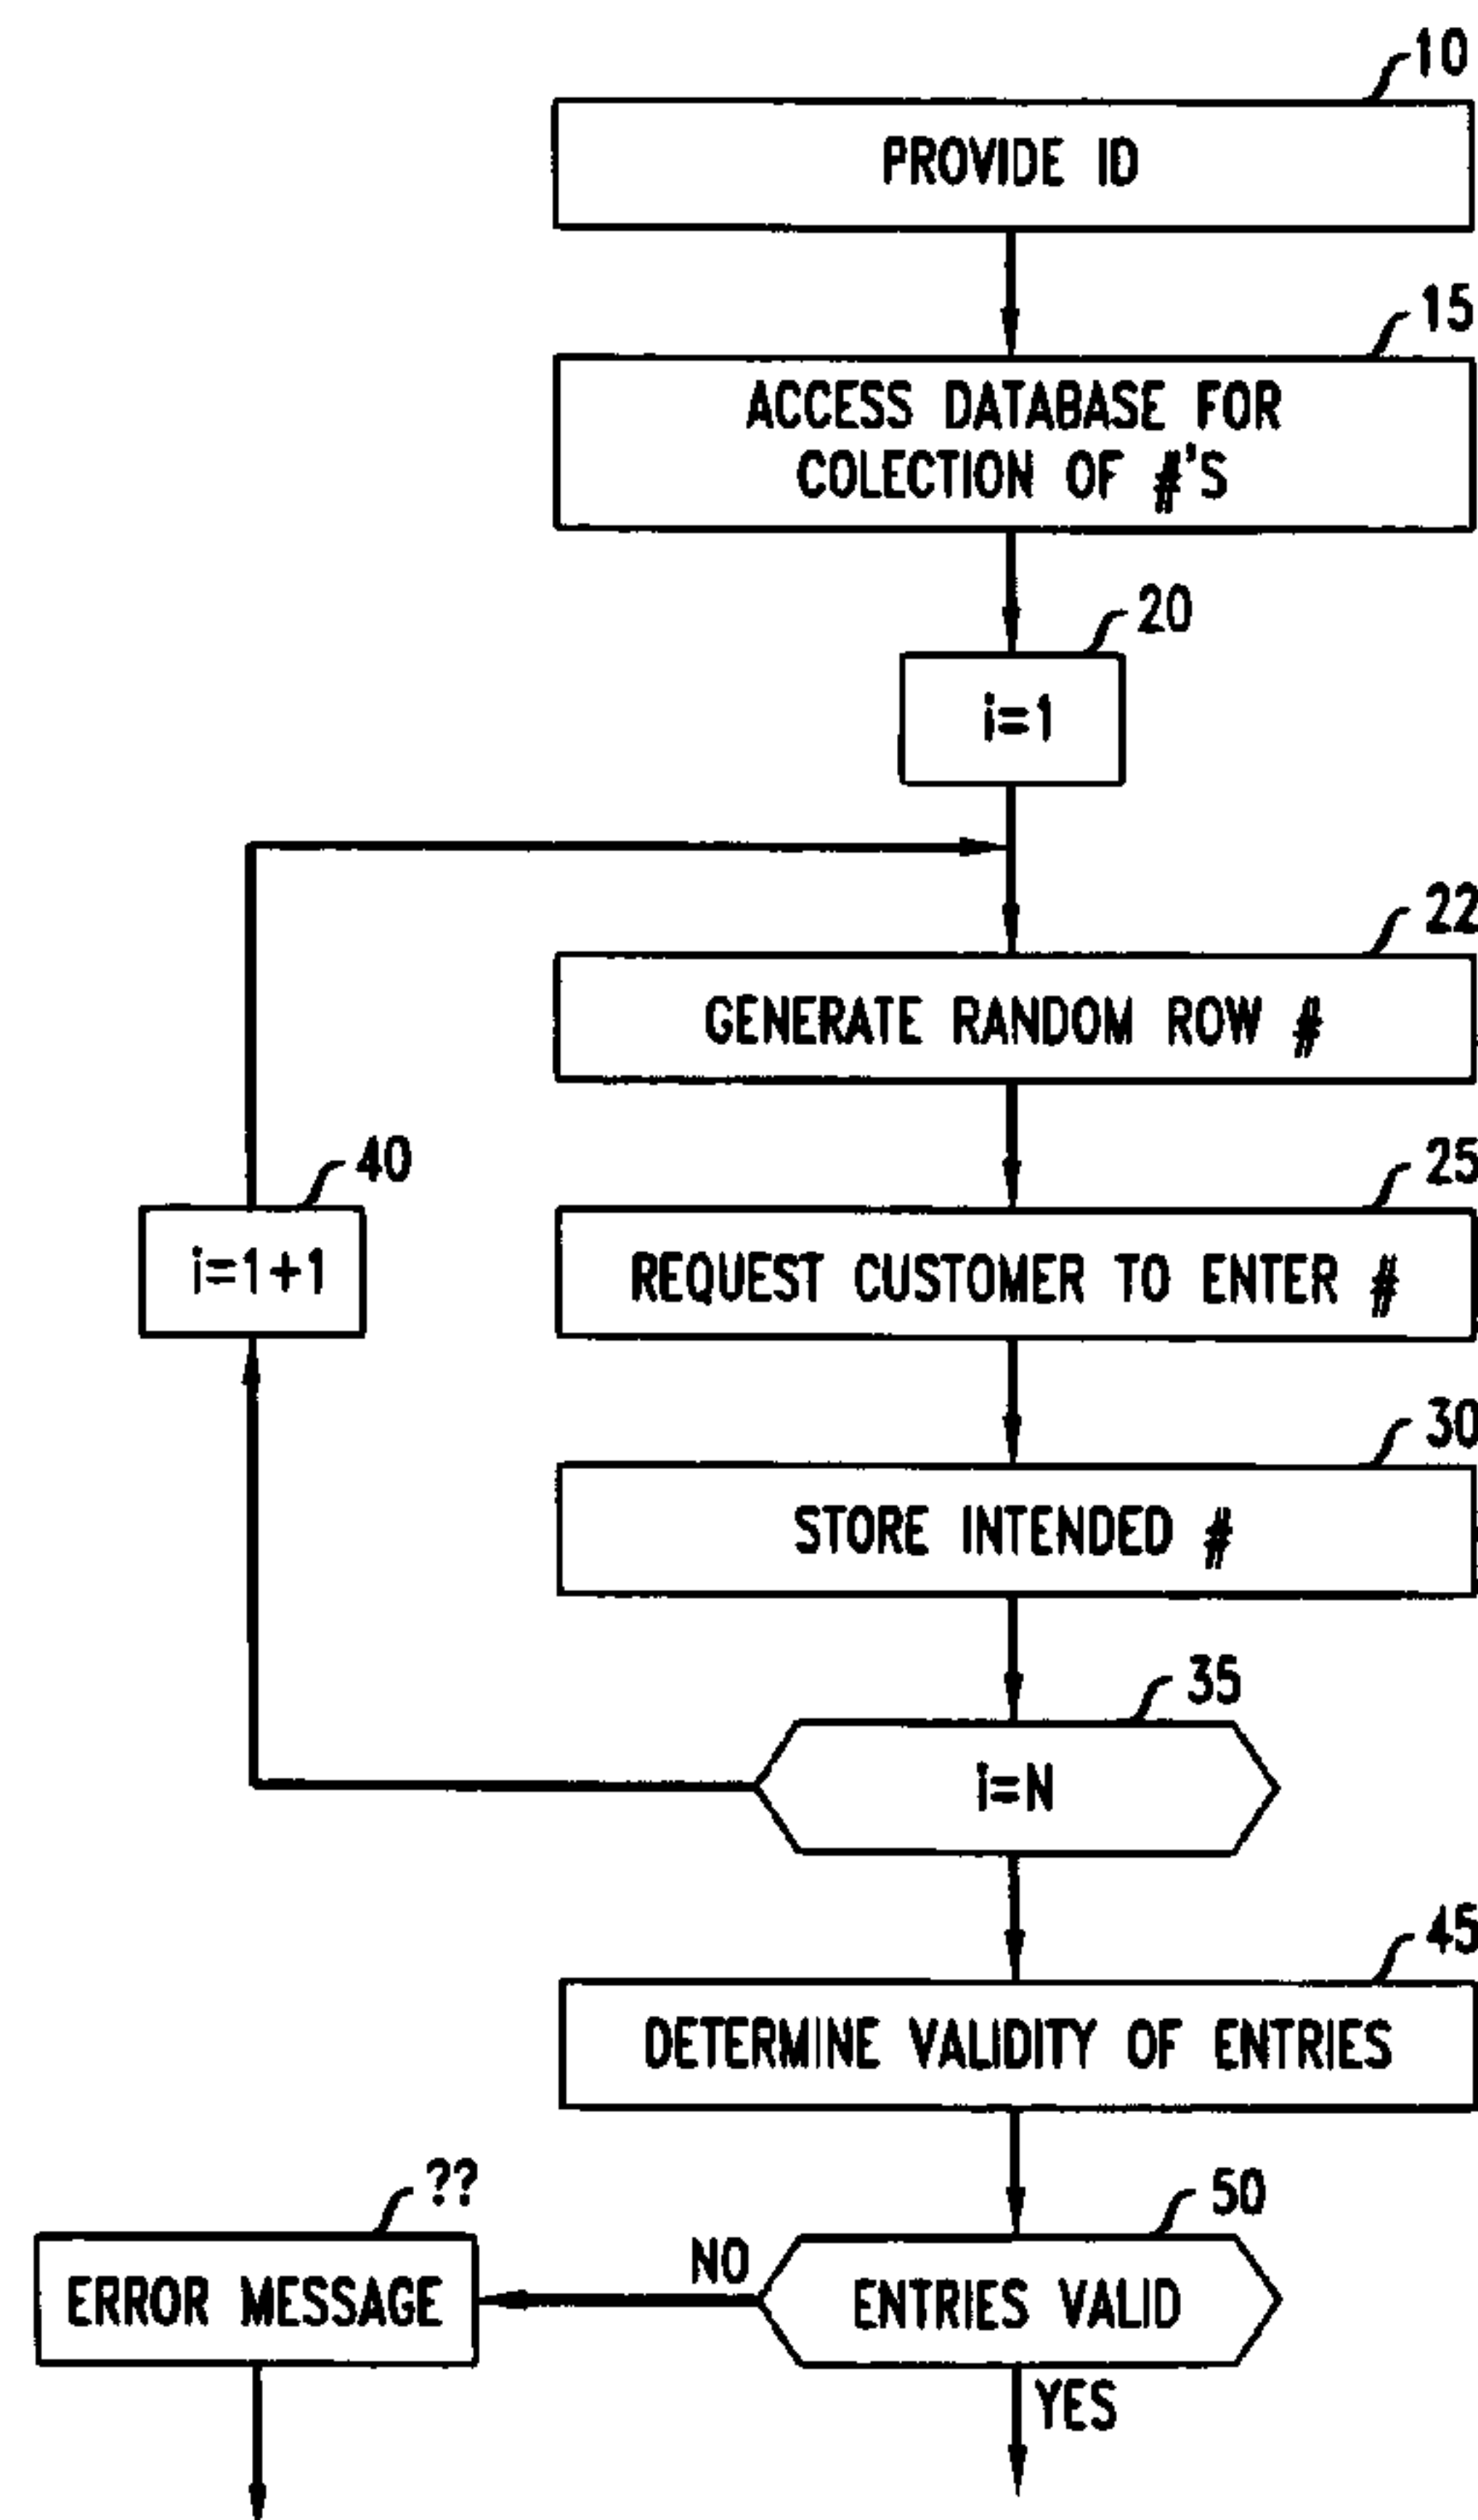 10
PROVIDE ID
15
ACCESS DATABASE FOR
COLECTION OF #'S
20
i=1
22
GENERATE RANDOM ROW #
40
i=1+1
25
REQUEST CUSTOMER TO ENTER #
30
STORE INTENDED #
35
i=N
45
DETERMINE VALIDITY OF ENTRIES
??
ERROR MESSAGE
NO
50
ENTRIES VALID
YES